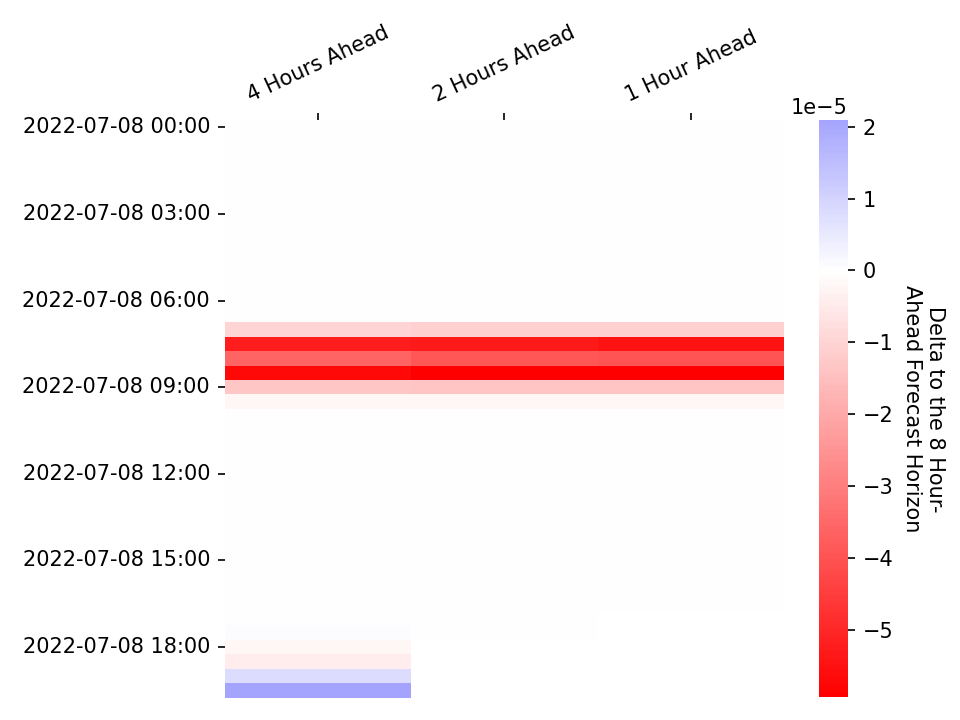 4 Hours Ahead
2 Hours Ahead
1 Hour Ahead
1e−5
2022-07-08 00:00
2022-07-08 03:00
2022-07-08 06:00
2022-07-08 09:00
2022-07-08 12:00
2022-07-08 15:00
2022-07-08 18:00
2
1
0
−1
−2
−3
−4
−5
Delta to the 8 Hour-
Ahead Forecast Horizon